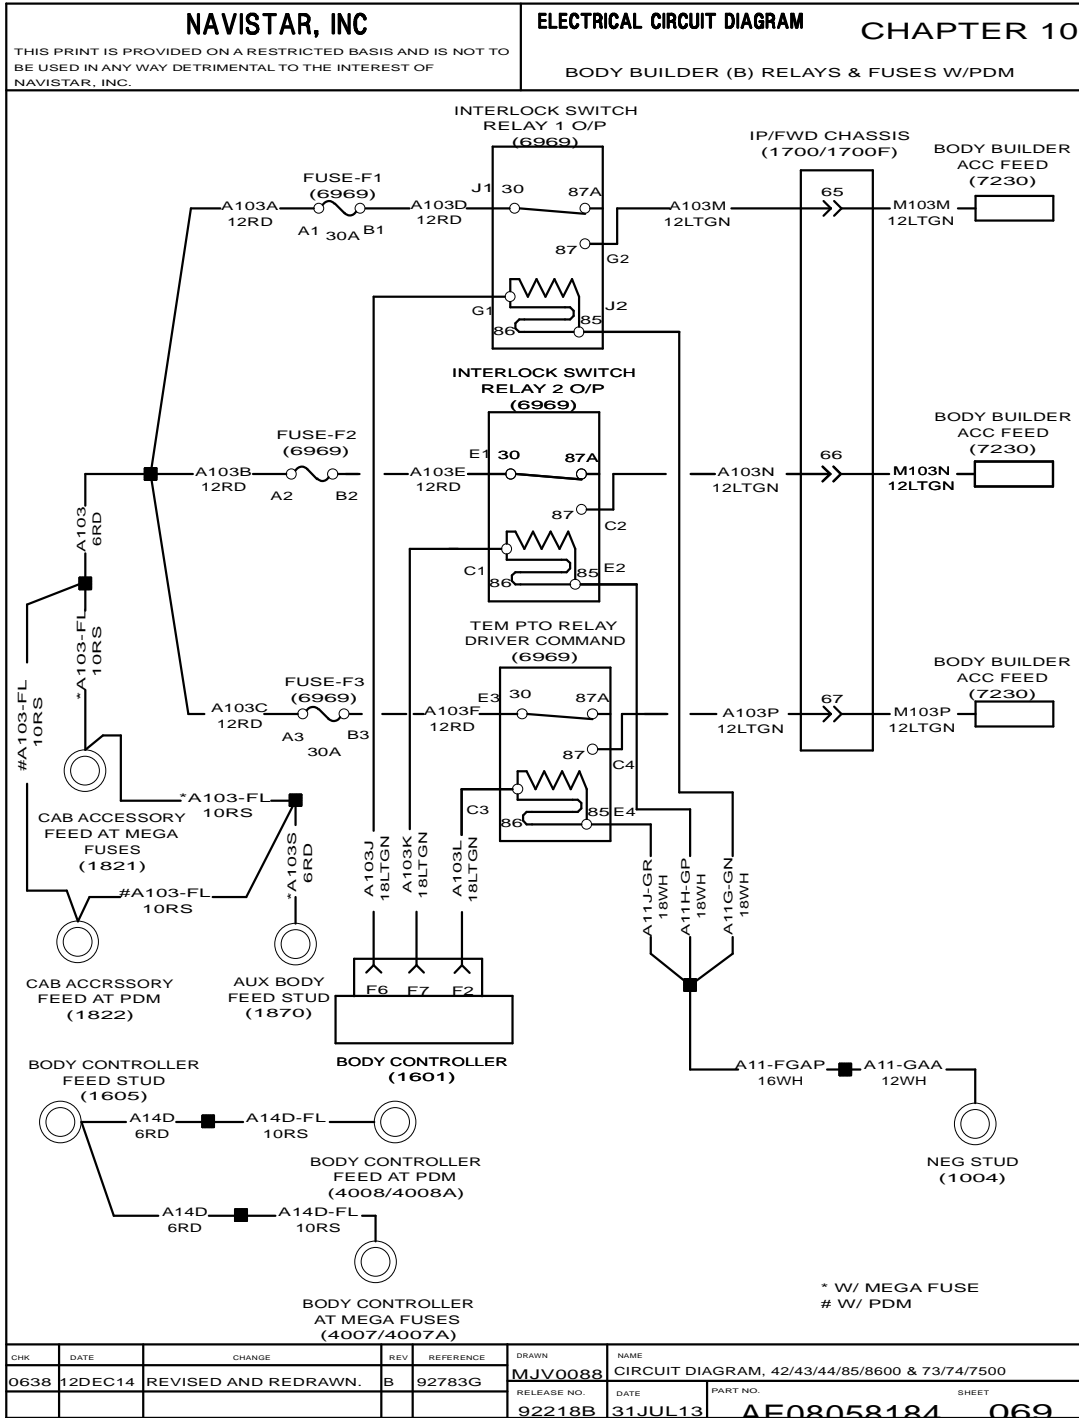 NAVISTAR, INC
THIS PRINT IS PROVIDED ON A RESTRICTED BASIS AND IS NOT TO
BE USED IN ANY WAY DETRIMENTAL TO THE INTEREST OF
NAVISTAR, INC.
ELECTRICAL CIRCUIT DIAGRAM
CHAPTER 10
BODY BUILDER (B) RELAYS & FUSES W/PDM
INTERLOCK SWITCH
RELAY 1 O/P
(6969)
IP/FWD CHASSIS
(1700/1700F)
BODY BUILDER
ACC FEED
(7230)
FUSE-F1
(6969)
A103A
12RD
A1
30A
B1
A103D
12RD
J1
30
87A
87
G2
A103M
12LTGN
65
M103M
12LTGN
G1
86
85
J2
INTERLOCK SWITCH
RELAY 2 O/P
(6969)
BODY BUILDER
ACC FEED
(7230)
FUSE-F2
(6969)
A103B
12RD
A2
B2
A103E
12RD
E1
30
87A
87
C2
A103N
12LTGN
66
M103N
12LTGN
C1
86
85
E2
A103
6RD
*A103-FL
10RS
#A103-FL
10RS
TEM PTO RELAY
DRIVER COMMAND
(6969)
BODY BUILDER
ACC FEED
(7230)
FUSE-F3
(6969)
A103C
12RD
A3
30A
B3
A103F
12RD
E3
30
87A
87
C4
A103P
12LTGN
67
M103P
12LTGN
C3
86
85
E4
CAB ACCESSORY
FEED AT MEGA
FUSES
(1821)
*A103-FL
10RS
#A103-FL
10RS
*A103S
6RD
A103J
18LTGN
A103K
18LTGN
A103L
18LTGN
A11J-GR
18WH
A11H-GP
18WH
A11G-GN
18WH
CAB ACCRSSORY
FEED AT PDM
(1822)
AUX BODY
FEED STUD
(1870)
F6
F7
F2
BODY CONTROLLER
(1601)
A11-FGAP
16WH
A11-GAA
12WH
NEG STUD
(1004)
BODY CONTROLLER
FEED STUD
(1605)
A14D
6RD
A14D-FL
10RS
BODY CONTROLLER
FEED AT PDM
(4008/4008A)
A14D
6RD
A14D-FL
10RS
BODY CONTROLLER
AT MEGA FUSES
(4007/4007A)
* W/ MEGA FUSE
# W/ PDM
CHK
DATE
CHANGE
REV
REFERENCE
0638
12DEC14
REVISED AND REDRAWN.
B
92783G
DRAWN
MJV0088
NAME
CIRCUIT DIAGRAM, 42/43/44/85/8600 & 73/74/7500
RELEASE NO.
92218B
DATE
31JUL13
PART NO.
AF08058184
SHEET
069